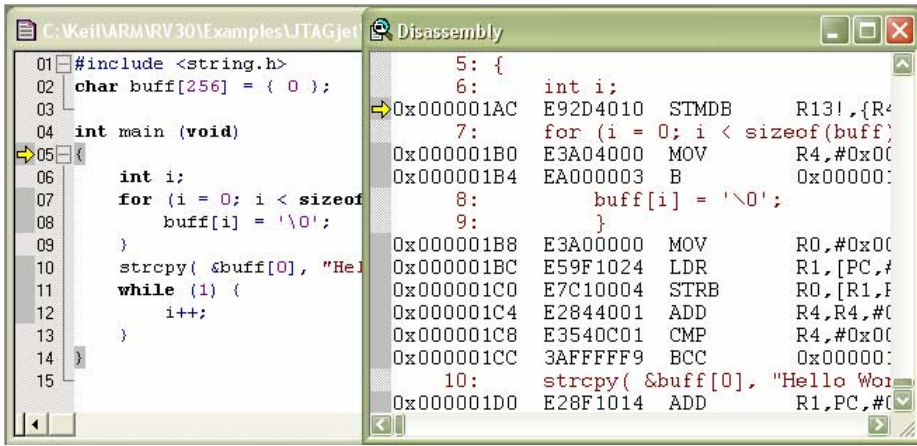 C:\Keil\ARM\RV30\Examples\JTAGjet
01 #include <string.h>
02 char buff[256] = { 0 };
03
04 int main (void)
05 {
06 int i;
07 for (i = 0; i < sizeof
08 buff[i] = '\0';
09 }
10 strcpy( &buff[0], "Hel
11 while (1) {
12 i++;
13 }
14 }
15
Disassembly
5: {
6: int i;
0x000001AC E92D4010 STMDB R13!,{R4
7: for (i = 0; i < sizeof(buff)
0x000001B0 E3A04000 MOV R4,#0x00
0x000001B4 EA000003 B 0x000001
8: buff[i] = '\0';
9: }
0x000001B8 E3A00000 MOV R0,#0x00
0x000001BC E59F1024 LDR R1,[PC,#
0x000001C0 E7C10004 STRB R0,[R1,R
0x000001C4 E2844001 ADD R4,R4,#0
0x000001C8 E3540C01 CMP R4,#0x00
0x000001CC 3AFFFFF9 BCC 0x000001
10: strcpy( &buff[0], "Hello Wor
0x000001D0 E28F1014 ADD R1,PC,#0